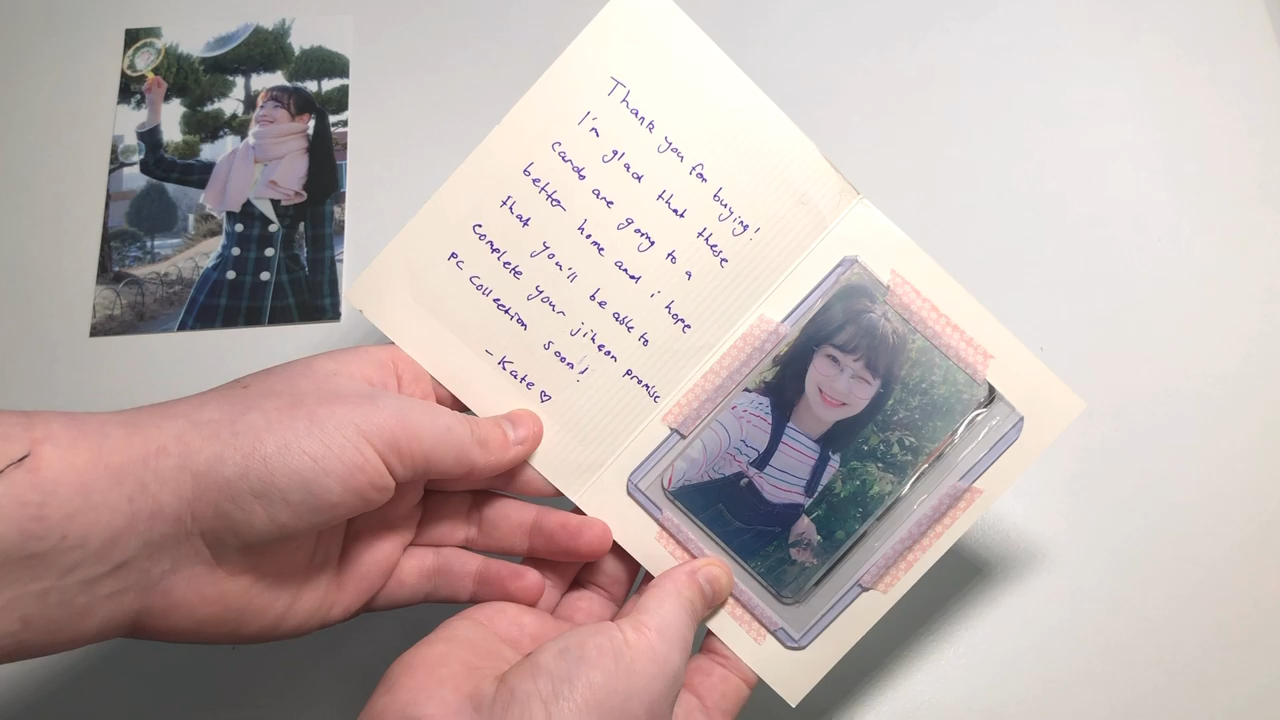 Thank you for buying!
I'm glad that these
cards are going to a
better home and i hope
that you'll be able to
complete your jiheon promise
PC collection soon!
- Kate ♡